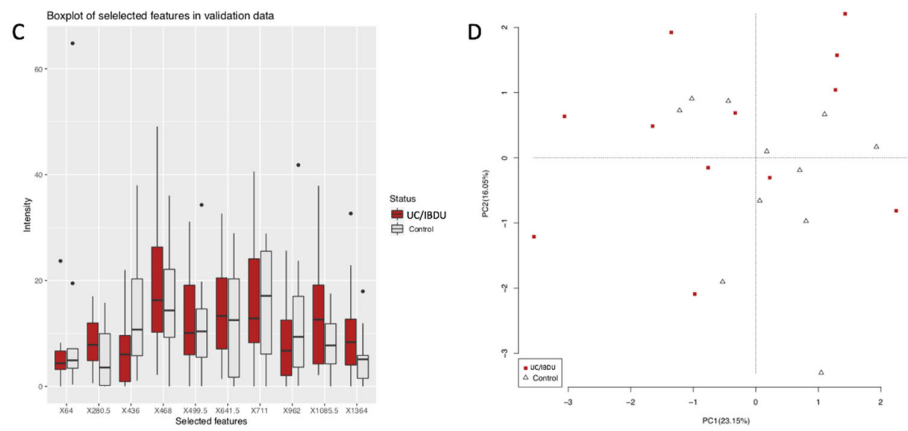 C
Boxplot of selelected features in validation data
60
40
20
0
Intensity
X64 X280.5 X436 X468 X499.5 X641.5 X711 X962 X1085.5 X1364
Selected features
Status
UC/IBDU
Control
D
2
1
0
-1
-2
-3
PC2(16.05%)
UC/IBDU
Control
-3 -2 -1 0 1 2
PC1(23.15%)